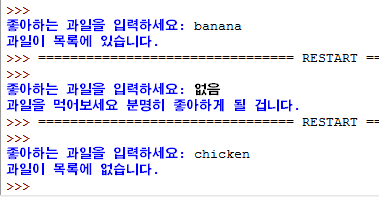 >>>
좋아하는 과일을 입력하세요: banana
과일이 목록에 있습니다.
>>> ================================ RESTART ==
>>>
좋아하는 과일을 입력하세요: 없음
과일을 먹어보세요 분명히 좋아하게 될 겁니다.
>>> ================================ RESTART ==
>>>
좋아하는 과일을 입력하세요: chicken
과일이 목록에 없습니다.
>>>